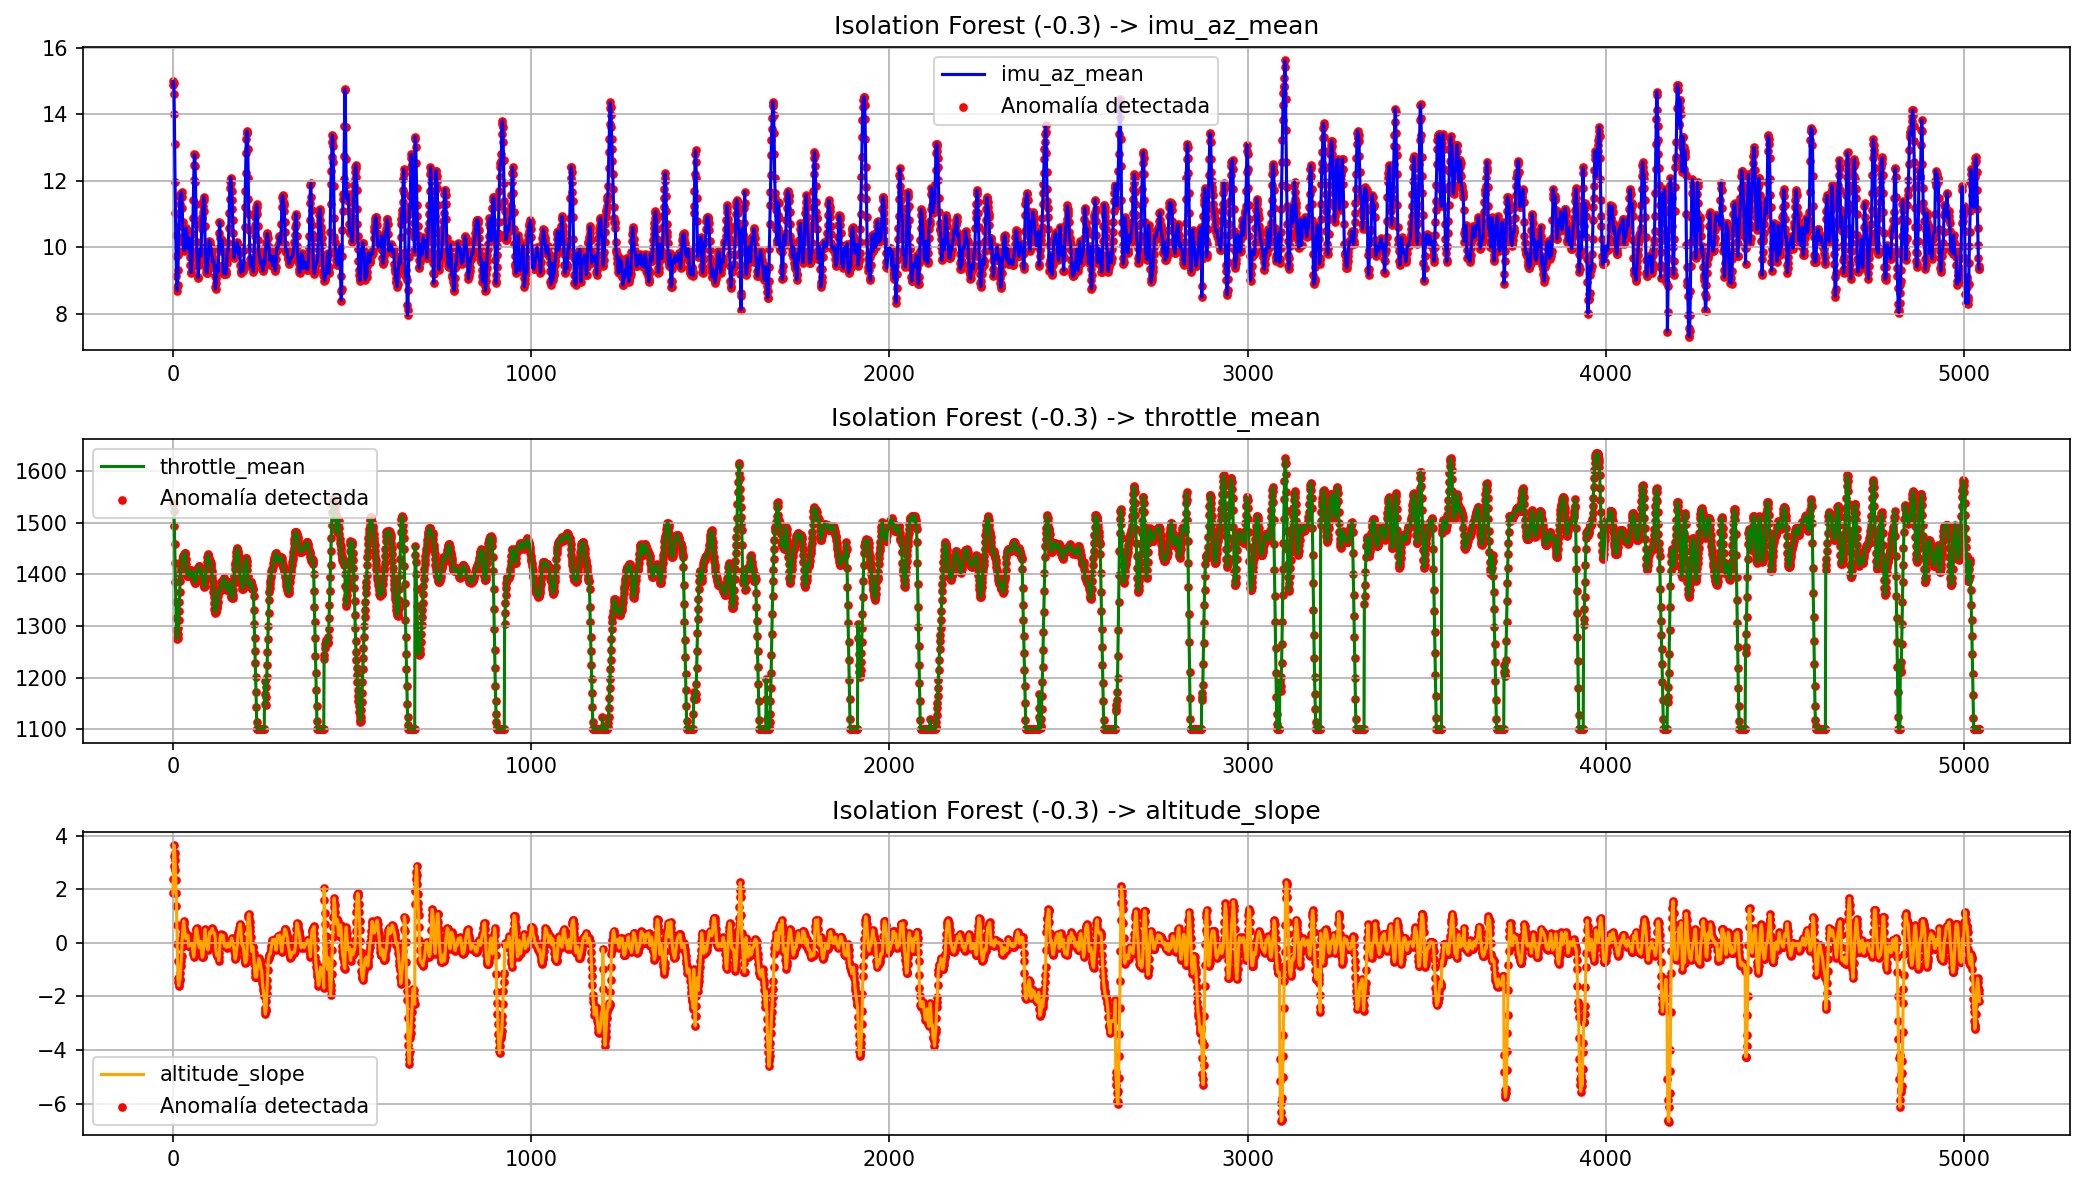 Isolation Forest (-0.3) -> imu_az_mean
16
14
12
10
8
imu_az_mean
Anomalía detectada
0 1000 2000 3000 4000 5000
Isolation Forest (-0.3) -> throttle_mean
1600
1500
1400
1300
1200
1100
throttle_mean
Anomalía detectada
0 1000 2000 3000 4000 5000
Isolation Forest (-0.3) -> altitude_slope
4
2
0
−2
−4
−6
altitude_slope
Anomalía detectada
0 1000 2000 3000 4000 5000